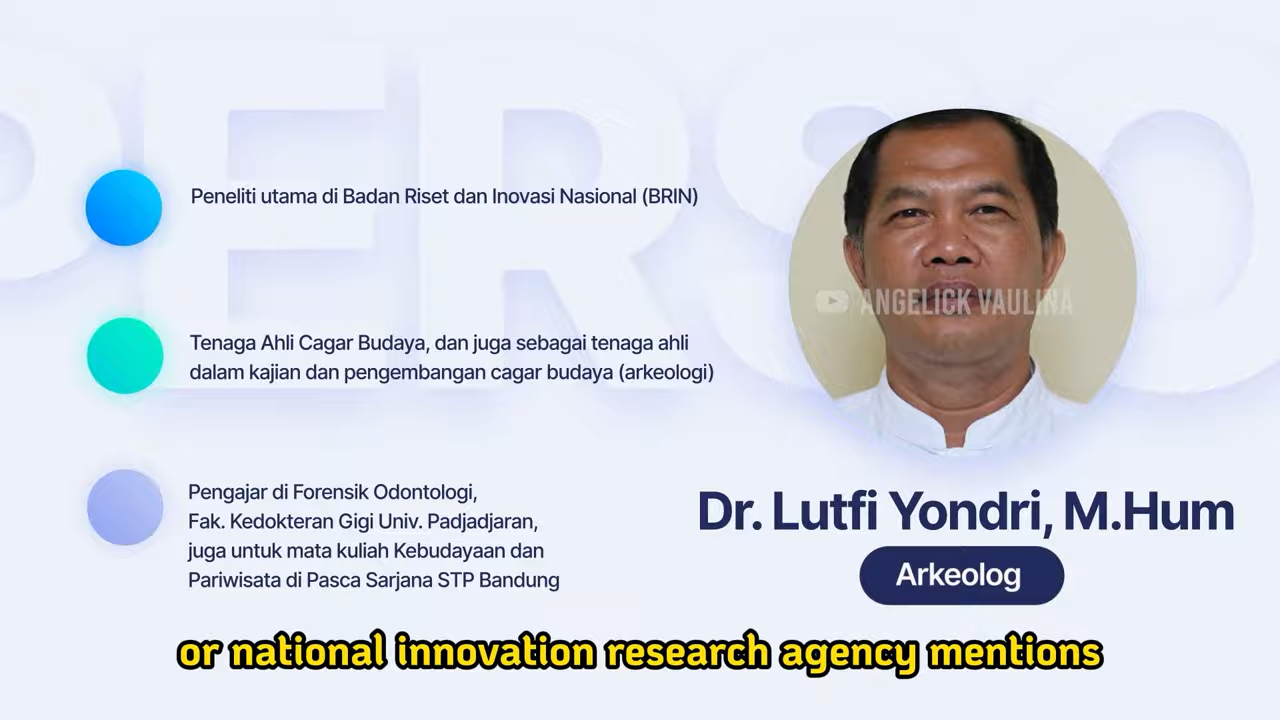 PERSO
Peneliti utama di Badan Riset dan Inovasi Nasional (BRIN)
Tenaga Ahli Cagar Budaya, dan juga sebagai tenaga ahli
dalam kajian dan pengembangan cagar budaya (arkeologi)
Pengajar di Forensik Odontologi,
Fak. Kedokteran Gigi Univ. Padjadjaran,
juga untuk mata kuliah Kebudayaan dan
Pariwisata di Pasca Sarjana STP Bandung
ANGELICK VAULINA
Dr. Lutfi Yondri, M.Hum
Arkeolog
or national innovation research agency mentions